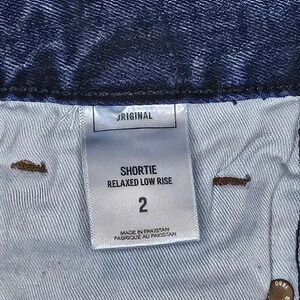 ORIGINAL
SHORTIE
RELAXED LOW RISE
2
MADE IN PAKISTAN
FABRIQUÉ AU PAKISTAN